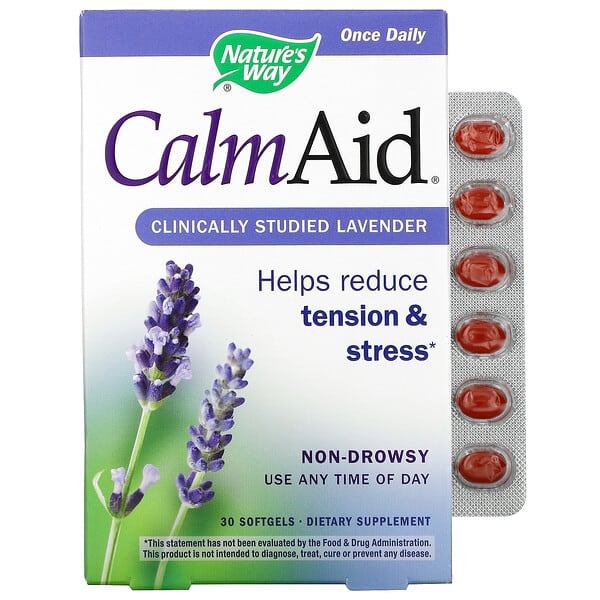 Once Daily
Nature's
Way®
CalmAid®
CLINICALLY STUDIED LAVENDER
Helps reduce
tension &
stress*
NON-DROWSY
USE ANY TIME OF DAY
30 SOFTGELS · DIETARY SUPPLEMENT
*This statement has not been evaluated by the Food & Drug Administration.
This product is not intended to diagnose, treat, cure or prevent any disease.